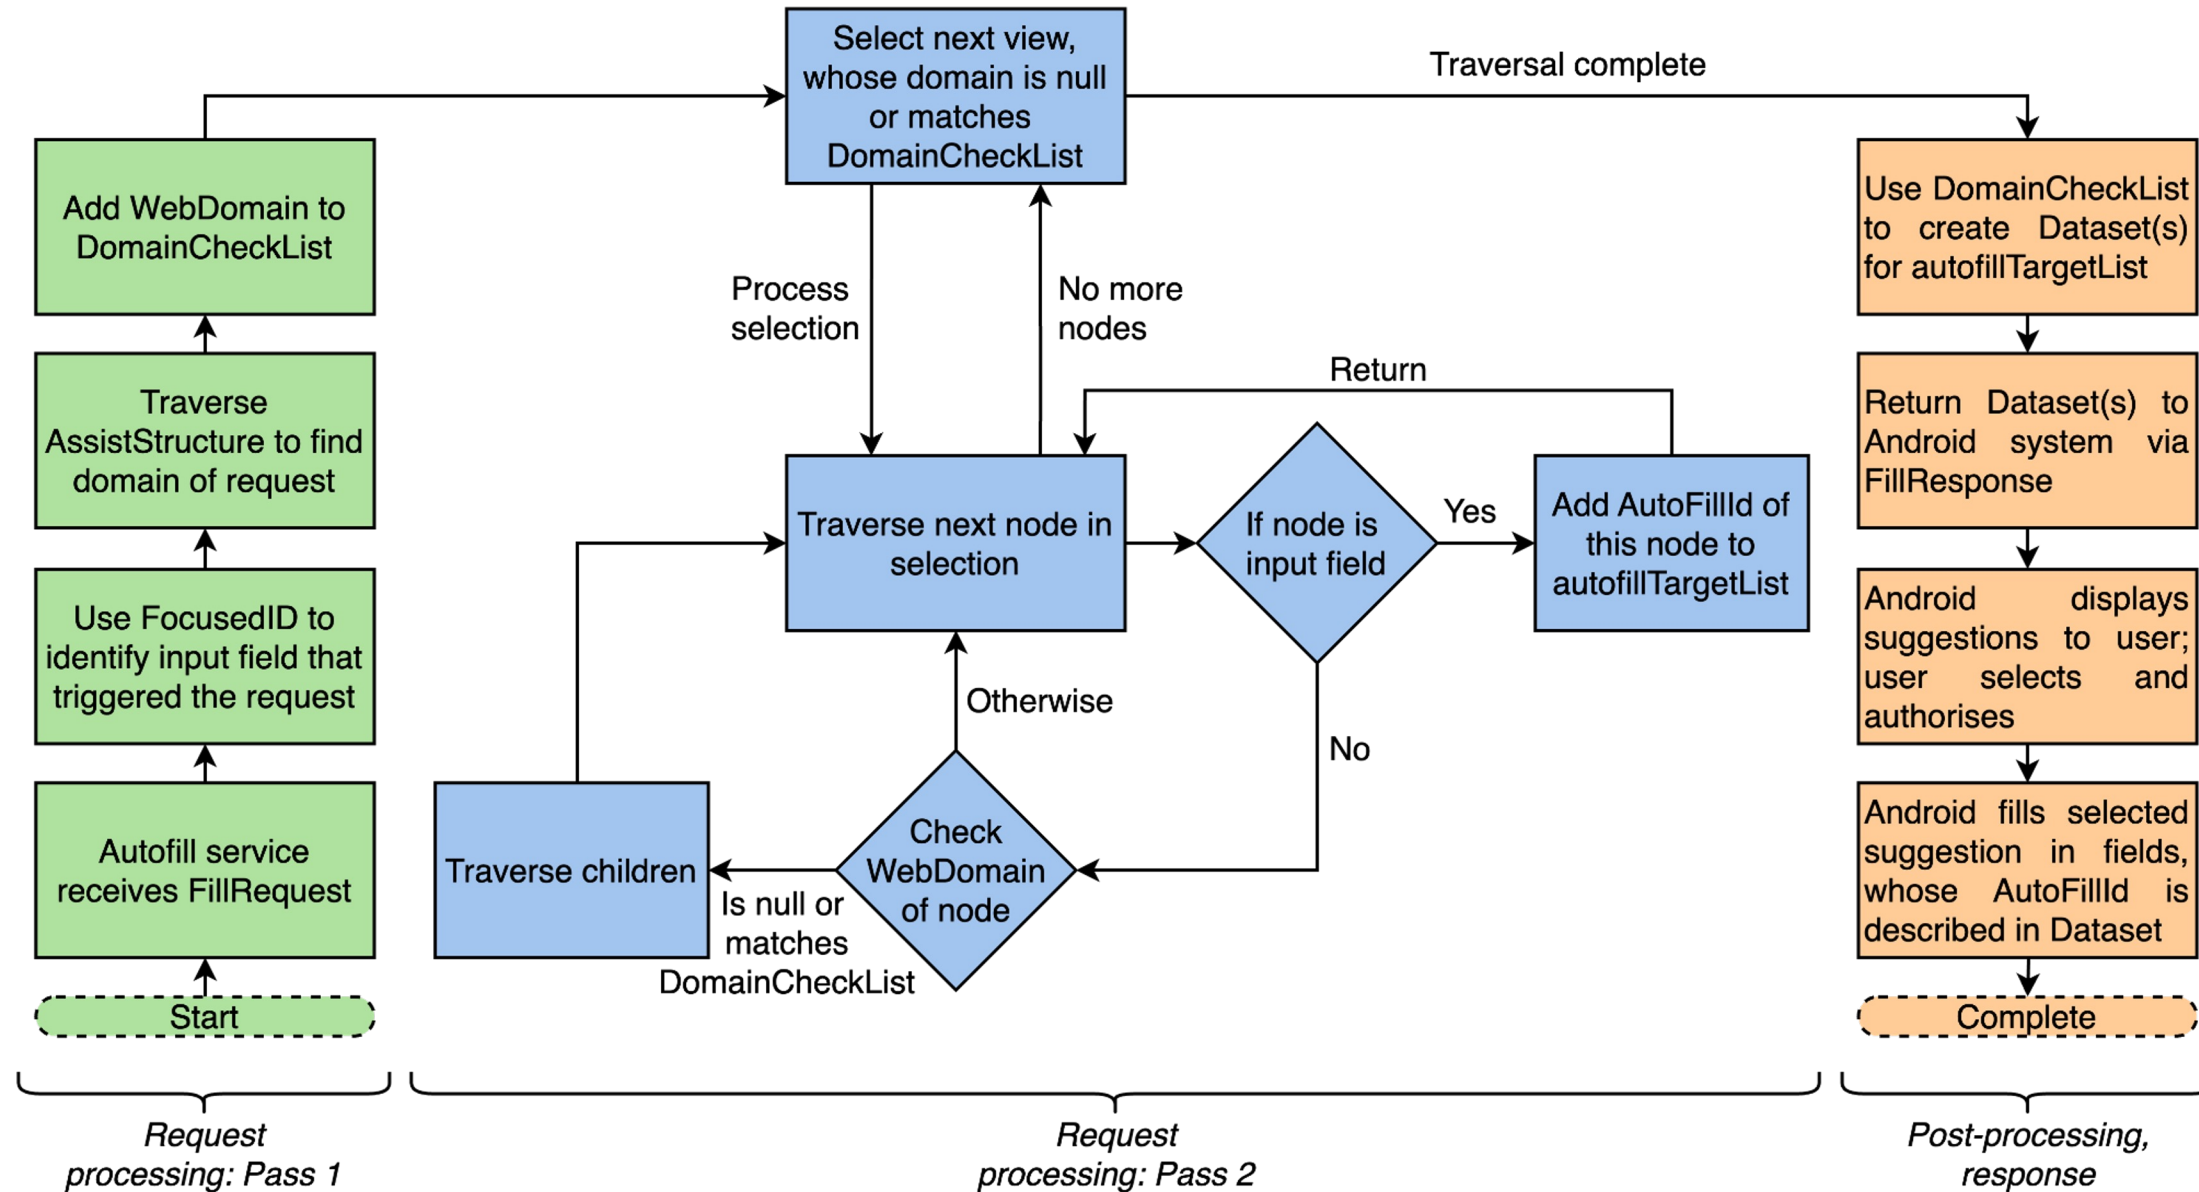 Select next view,
whose domain is null
or matches
DomainCheckList
Traversal complete
Add WebDomain to
DomainCheckList
Use DomainCheckList
to create Dataset(s)
for autofillTargetList
Process
selection
No more
nodes
Return
Traverse
AssistStructure to find
domain of request
Return Dataset(s) to
Android system via
FillResponse
Traverse next node in
selection
If node is
input field
Yes
Add AutoFillId of
this node to
autofillTargetList
Use FocusedID to
identify input field that
triggered the request
Android displays
suggestions to user;
user selects and
authorises
Otherwise
No
Autofill service
receives FillRequest
Traverse children
Check
WebDomain
of node
Is null or
matches
DomainCheckList
Android fills selected
suggestion in fields,
whose AutoFillId is
described in Dataset
Start
Complete
Request
processing: Pass 1
Request
processing: Pass 2
Post-processing,
response